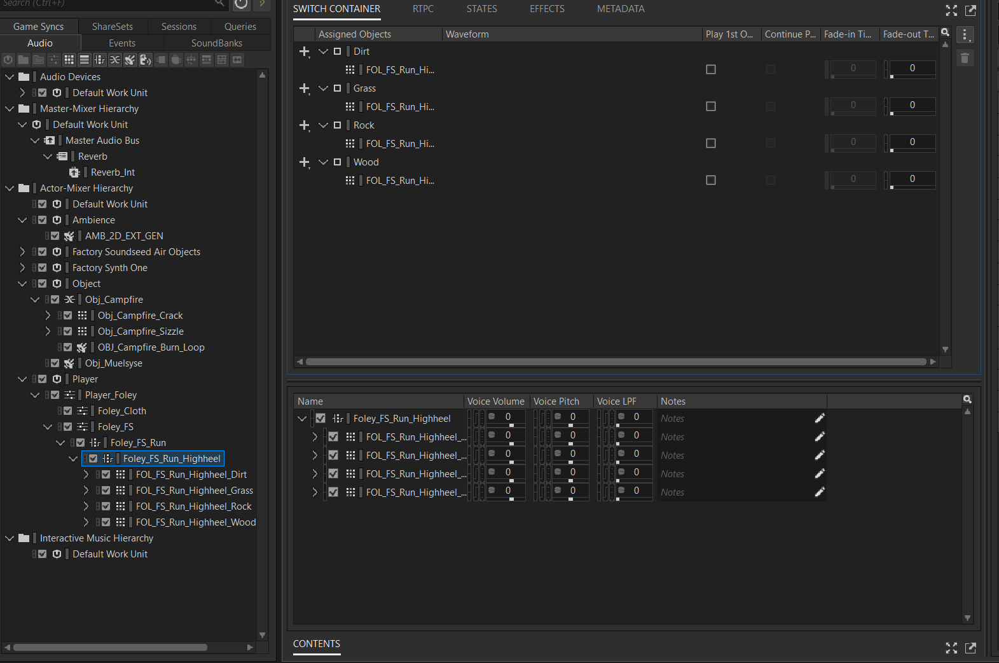 Search (Ctrl+F)
Game Syncs ShareSets Sessions Queries
Audio Events SoundBanks
Audio Devices
Default Work Unit
Master-Mixer Hierarchy
Default Work Unit
Master Audio Bus
Reverb
Reverb_Int
Actor-Mixer Hierarchy
Default Work Unit
Ambience
AMB_2D_EXT_GEN
Factory Soundseed Air Objects
Factory Synth One
Object
Obj_Campfire
Obj_Campfire_Crack
Obj_Campfire_Sizzle
OBJ_Campfire_Burn_Loop
Obj_Muelsyse
Player
Player_Foley
Foley_Cloth
Foley_FS
Foley_FS_Run
Foley_FS_Run_Highheel
FOL_FS_Run_Highheel_Dirt
FOL_FS_Run_Highheel_Grass
FOL_FS_Run_Highheel_Rock
FOL_FS_Run_Highheel_Wood
Interactive Music Hierarchy
Default Work Unit
SWITCH CONTAINER RTPC STATES EFFECTS METADATA
Assigned Objects Waveform Play 1st O... Continue P... Fade-in Ti... Fade-out T...
Dirt
FOL_FS_Run_Hi... 0 0
Grass
FOL_FS_Run_Hi... 0 0
Rock
FOL_FS_Run_Hi... 0 0
Wood
FOL_FS_Run_Hi... 0 0
Name Voice Volume Voice Pitch Voice LPF Notes
Foley_FS_Run_Highheel 0 0 0 Notes
FOL_FS_Run_Highheel_... 0 0 0 Notes
FOL_FS_Run_Highheel_... 0 0 0 Notes
FOL_FS_Run_Highheel_... 0 0 0 Notes
FOL_FS_Run_Highheel_... 0 0 0 Notes
CONTENTS